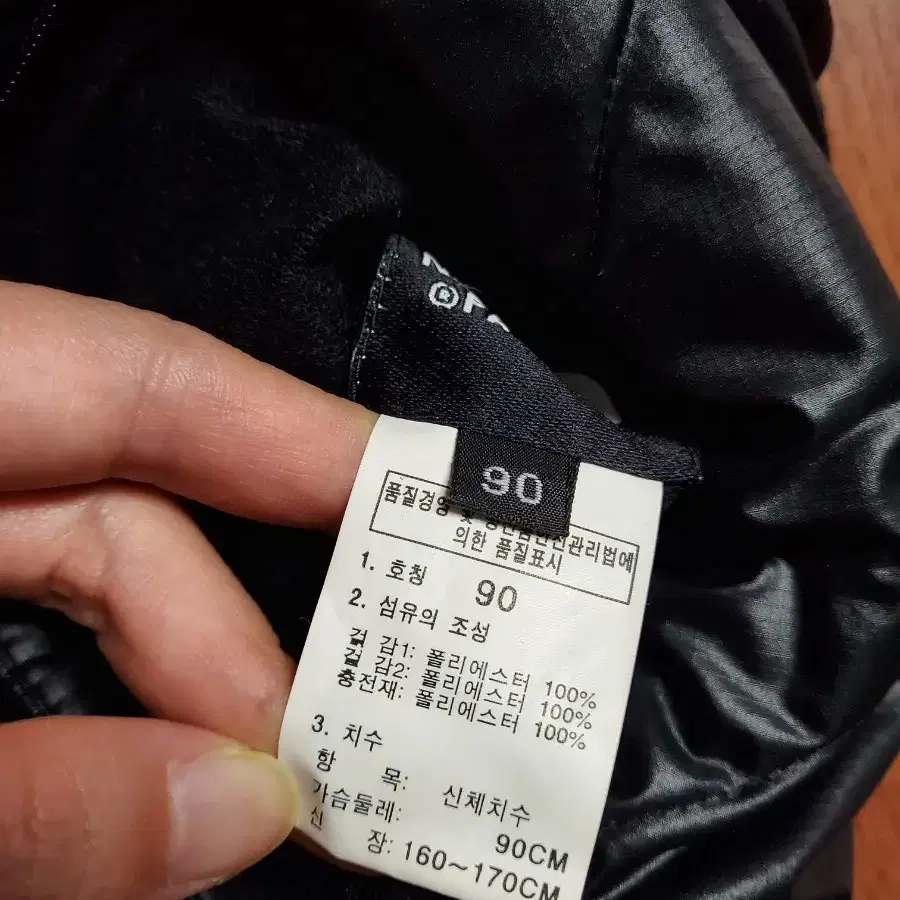 90
품질경영 및 공산품안전관리법에
의한 품질표시
1. 호칭 90
2. 섬유의 조성
겉 감1: 폴리에스터 100%
겉 감2: 폴리에스터 100%
충전재: 폴리에스터 100%
3. 치수
항 목: 신체치수
가슴둘레: 90CM
신 장: 160~170CM